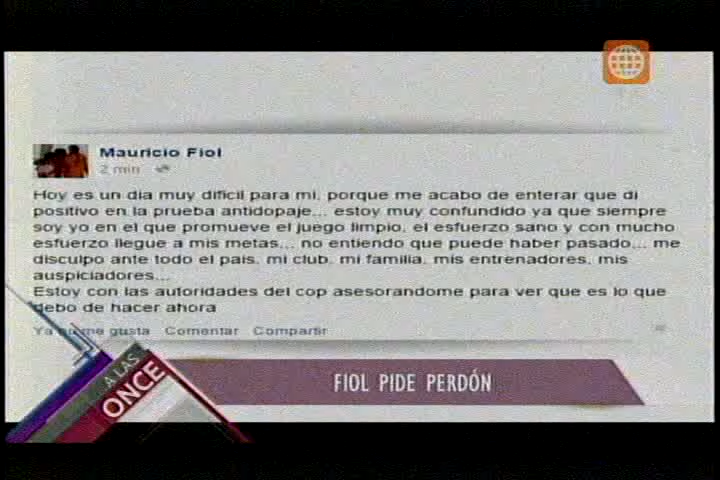 Mauricio Fiol
2 min
Hoy es un dia muy dificil para mi, porque me acabo de enterar que di
positivo en la prueba antidopaje... estoy muy confundido ya que siempre
soy yo en el que promueve el juego limpio, el esfuerzo sano y con mucho
esfuerzo llegue a mis metas... no entiendo que puede haber pasado... me
disculpo ante todo el pais, mi club, mi familia, mis entrenadores, mis
auspiciadores...
Estoy con las autoridades del cop asesorandome para ver que es lo que
debo de hacer ahora
Ya no me gusta Comentar Compartir
A LAS
ONCE
FIOL PIDE PERDÓN